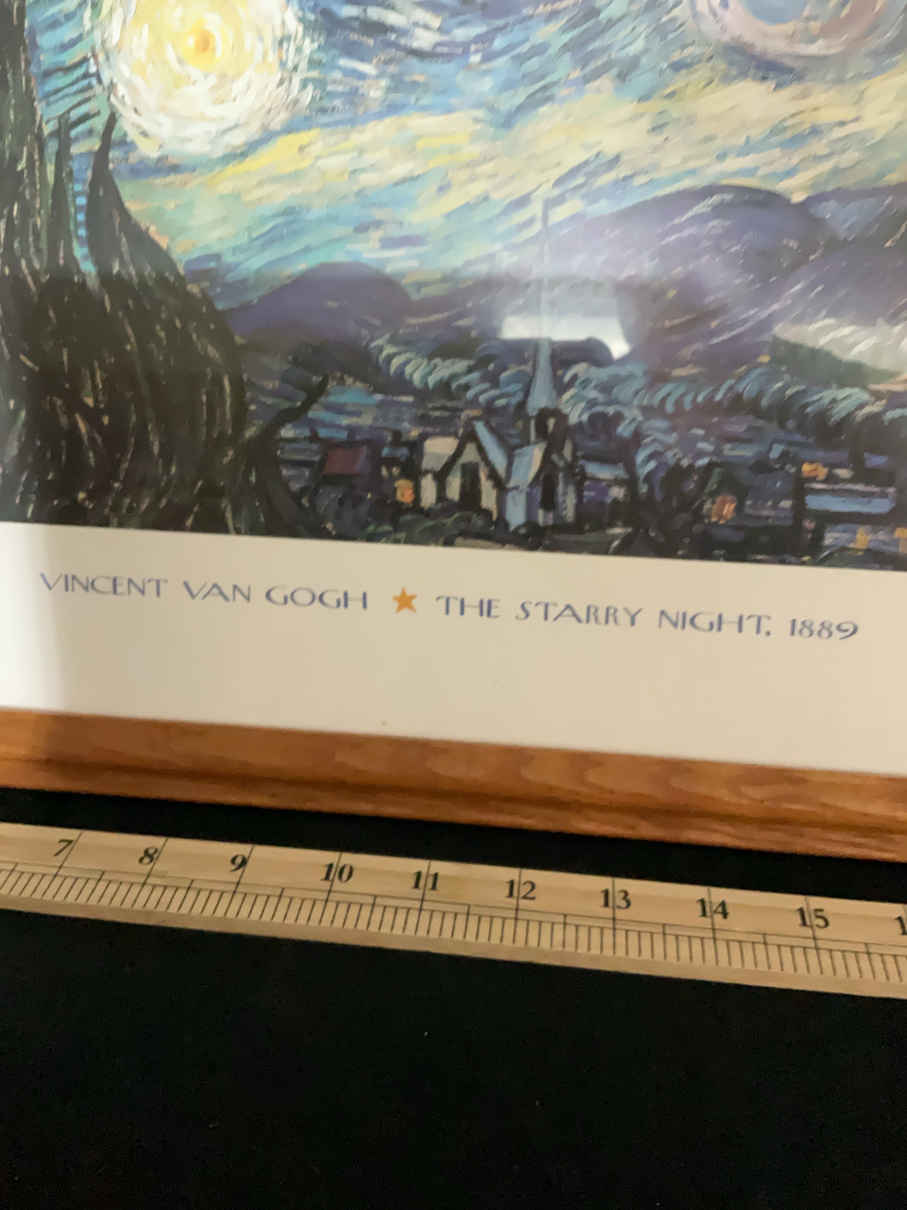 VINCENT VAN GOGH ★ THE STARRY NIGHT, 1889
7 8 9 10 11 12 13 14 15